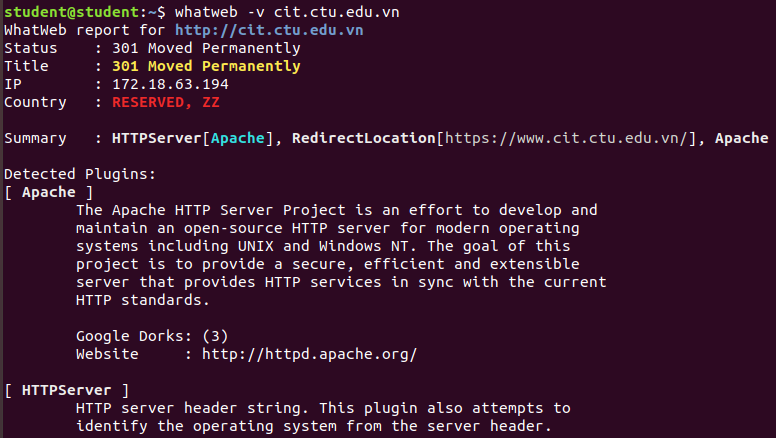 student@student:~$ whatweb -v cit.ctu.edu.vn
WhatWeb report for http://cit.ctu.edu.vn
Status    : 301 Moved Permanently
Title     : 301 Moved Permanently
IP        : 172.18.63.194
Country   : RESERVED, ZZ
Summary   : HTTPServer[Apache], RedirectLocation[https://www.cit.ctu.edu.vn/], Apache
Detected Plugins:
[ Apache ]
The Apache HTTP Server Project is an effort to develop and
maintain an open-source HTTP server for modern operating
systems including UNIX and Windows NT. The goal of this
project is to provide a secure, efficient and extensible
server that provides HTTP services in sync with the current
HTTP standards.
Google Dorks: (3)
Website     : http://httpd.apache.org/
[ HTTPServer ]
HTTP server header string. This plugin also attempts to
identify the operating system from the server header.